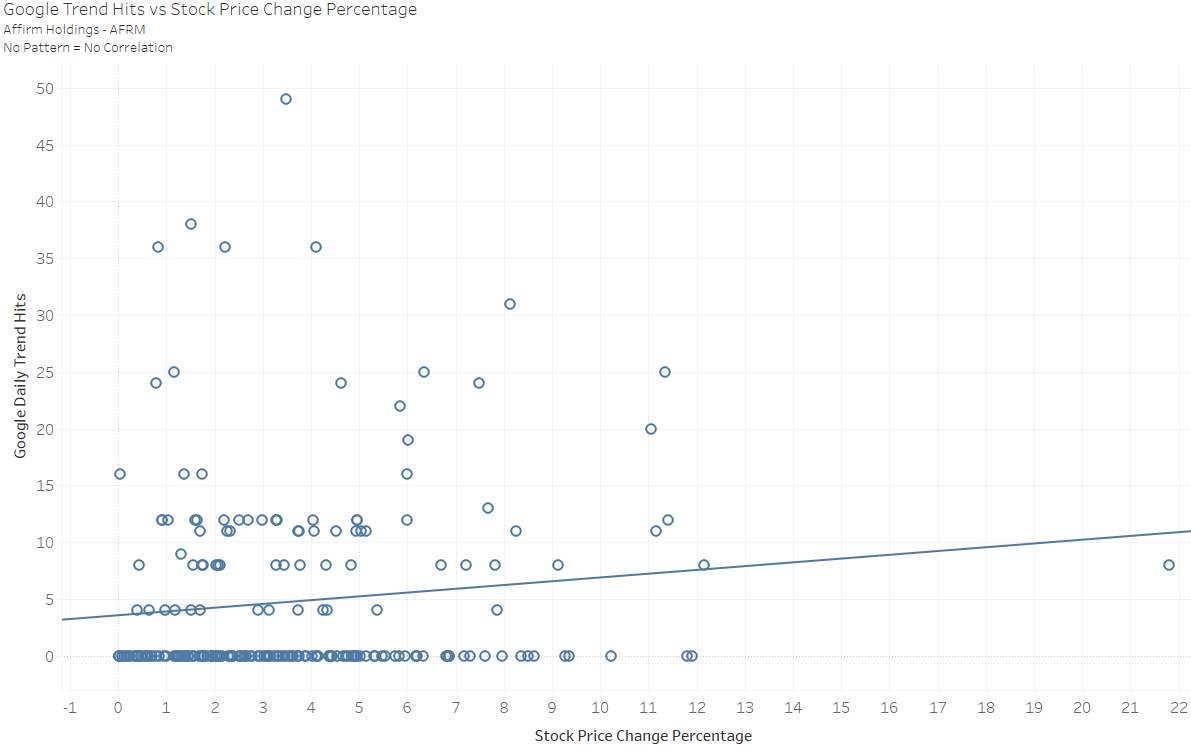 Google Trend Hits vs Stock Price Change Percentage
Affirm Holdings - AFRM
No Pattern = No Correlation
Google Daily Trend Hits
50
45
40
35
30
25
20
15
10
5
0
-1 0 1 2 3 4 5 6 7 8 9 10 11 12 13 14 15 16 17 18 19 20 21 22
Stock Price Change Percentage